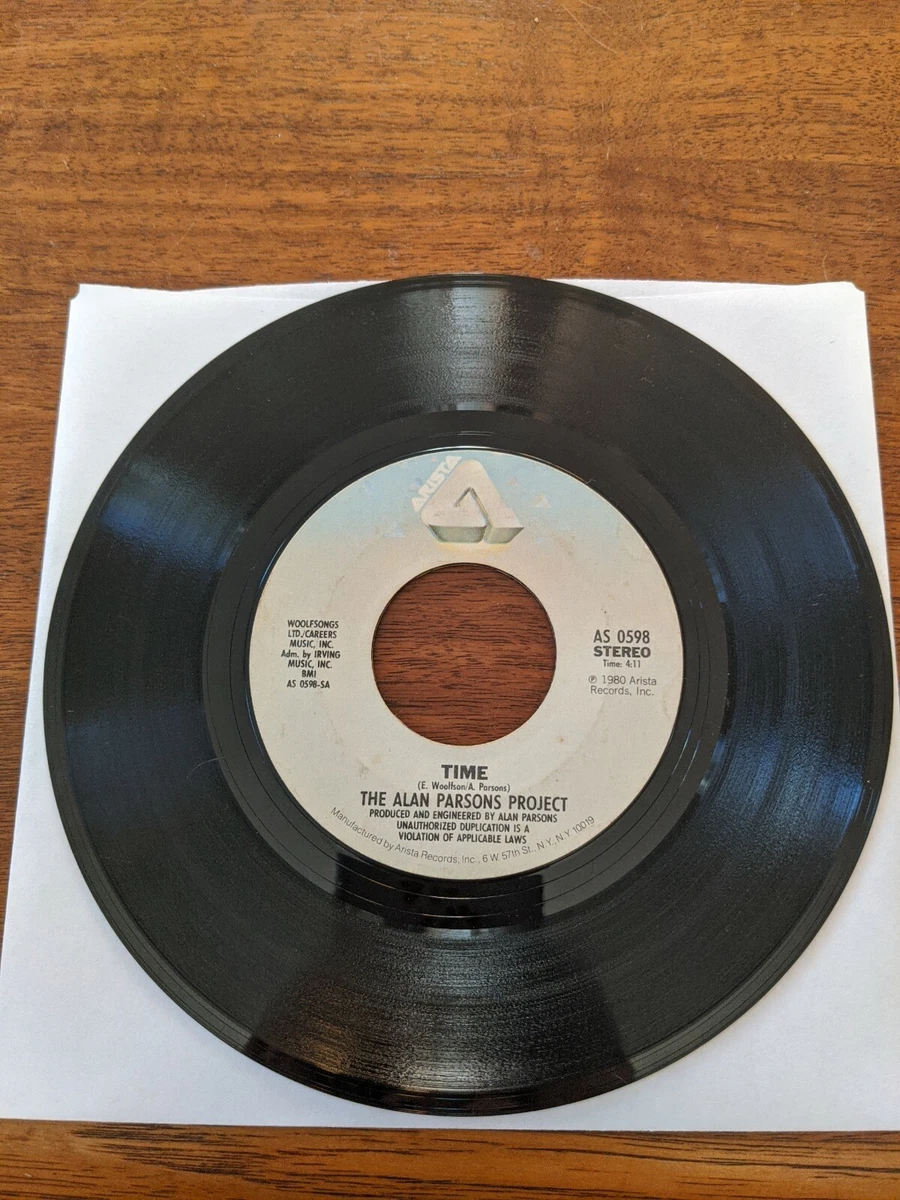 ARISTA
WOOLFSONGS
LTD./CAREERS
MUSIC, INC.
Adm. by IRVING
MUSIC, INC.
BMI
AS 0598-SA
AS 0598
STEREO
Time: 4:11
℗ 1980 Arista
Records, Inc.
TIME
(E. Woolfson/A. Parsons)
THE ALAN PARSONS PROJECT
PRODUCED AND ENGINEERED BY ALAN PARSONS
UNAUTHORIZED DUPLICATION IS A
VIOLATION OF APPLICABLE LAWS
Manufactured by Arista Records, Inc., 6 W. 57th St., N.Y., N.Y. 10019